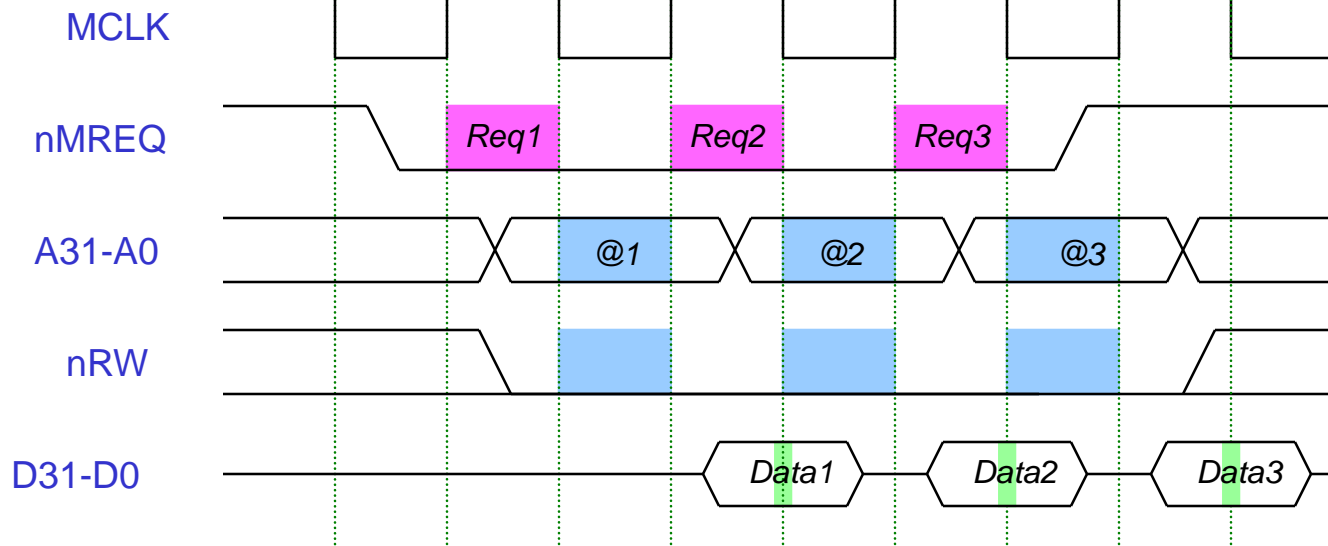 MCLK
nMREQ Req1 Req2 Req3
A31-A0 @1 @2 @3
nRW
D31-D0 Data1 Data2 Data3